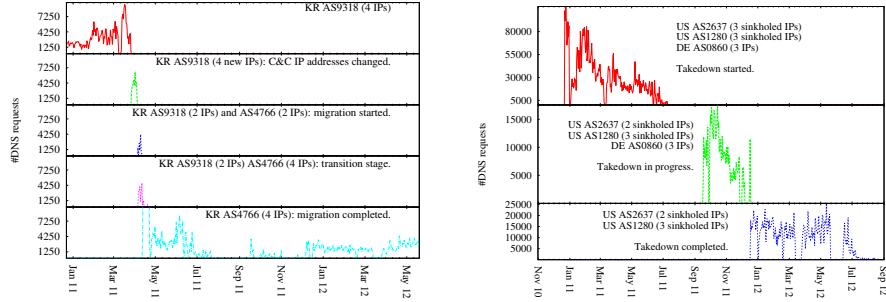 KR AS9318 (4 IPs)
7250
4250
1250
KR AS9318 (4 new IPs): C&C IP addresses changed.
7250
4250
1250
KR AS9318 (2 IPs) and AS4766 (2 IPs): migration started.
7250
4250
1250
KR AS9318 (2 IPs) AS4766 (4 IPs): transition stage.
7250
4250
1250
KR AS4766 (4 IPs): migration completed.
7250
4250
1250
#DNS requests
Jan 11
Mar 11
May 11
Jul 11
Sep 11
Nov 11
Jan 12
Mar 12
May 12
US AS2637 (3 sinkholed IPs)
US AS1280 (3 sinkholed IPs)
DE AS0860 (3 IPs)
Takedown started.
80000
55000
30000
5000
US AS2637 (2 sinkholed IPs)
US AS1280 (3 sinkholed IPs)
DE AS0860 (3 IPs)
Takedown in progress.
15000
10000
5000
US AS2637 (2 sinkholed IPs)
US AS1280 (3 sinkholed IPs)
Takedown completed.
25000
20000
15000
10000
5000
#DNS requests
Nov 10
Jan 11
Mar 11
May 11
Jul 11
Sep 11
Nov 11
Jan 12
Mar 12
May 12
Jul 12
Sep 12